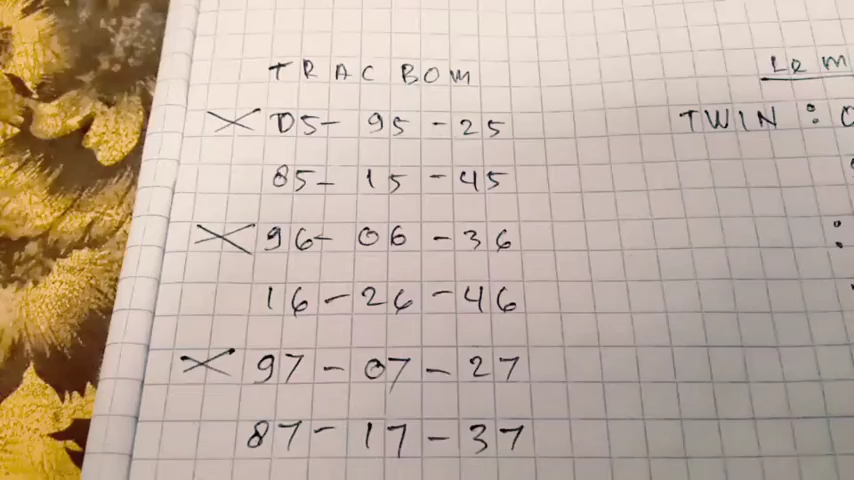 TRAC BOM
X 05- 95 - 25
85- 15 - 45
X 96- 06 - 36
16 - 26 - 46
X 97 - 07 - 27
87 - 17 - 37
TWIN :
: